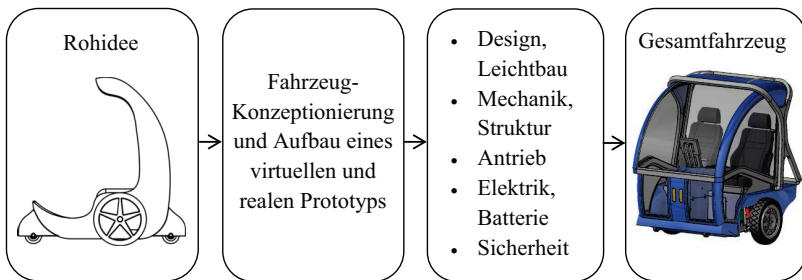 Rohidee
Fahrzeug-
Konzeptionierung
und Aufbau eines
virtuellen und
realen Prototyps
• Design,
Leichtbau
• Mechanik,
Struktur
• Antrieb
• Elektrik,
Batterie
• Sicherheit
Gesamtfahrzeug